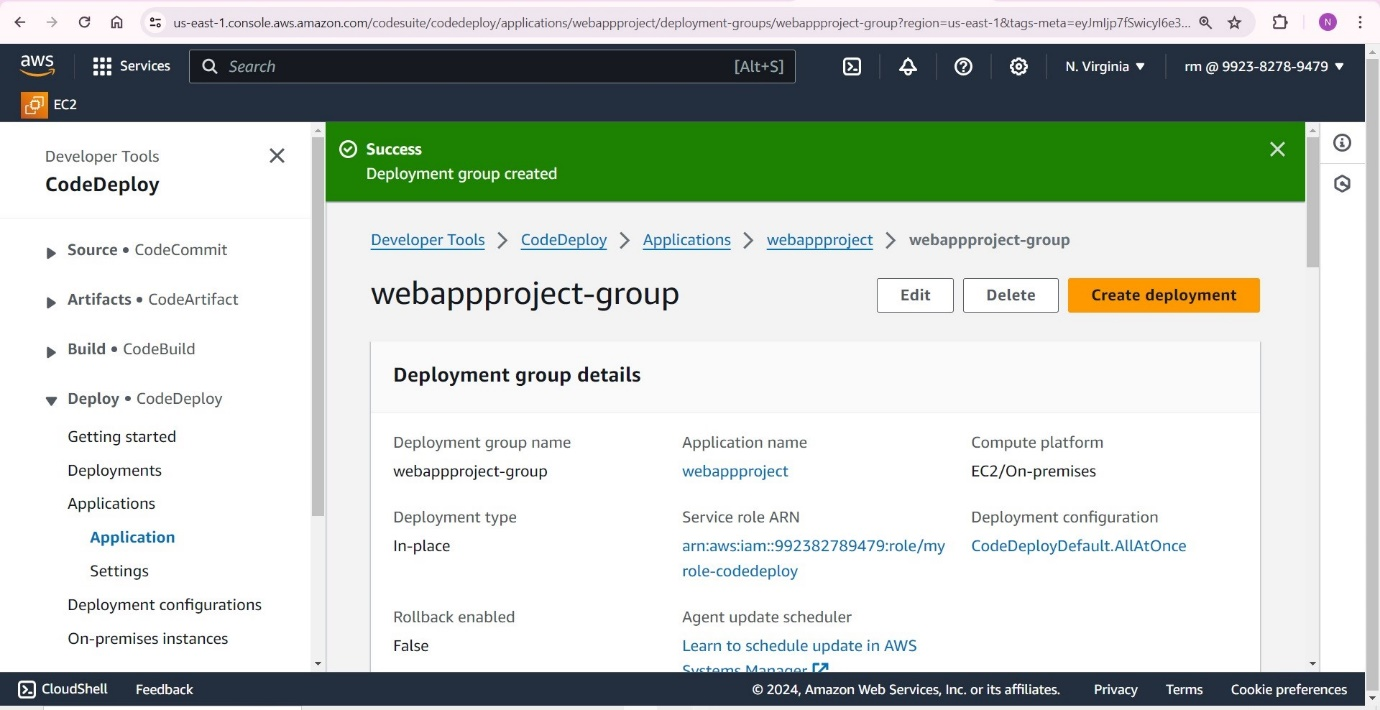 us-east-1.console.aws.amazon.com/codesuite/codedeploy/applications/webappproject/deployment-groups/webappproject-group?region=us-east-1&tags-meta=eyJmIjp7fSwicyI6e3...
N
aws
Services
Search
[Alt+S]
N. Virginia
rm @ 9923-8278-9479
EC2
Developer Tools
CodeDeploy
Source • CodeCommit
Artifacts • CodeArtifact
Build • CodeBuild
Deploy • CodeDeploy
Getting started
Deployments
Applications
Application
Settings
Deployment configurations
On-premises instances
Success
Deployment group created
Developer Tools
CodeDeploy
Applications
webappproject
webappproject-group
webappproject-group
Edit
Delete
Create deployment
Deployment group details
Deployment group name
webappproject-group
Application name
webappproject
Compute platform
EC2/On-premises
Deployment type
In-place
Service role ARN
arn:aws:iam::992382789479:role/my
role-codedeploy
Deployment configuration
CodeDeployDefault.AllAtOnce
Rollback enabled
False
Agent update scheduler
Learn to schedule update in AWS
Systems Manager
CloudShell
Feedback
© 2024, Amazon Web Services, Inc. or its affiliates.
Privacy
Terms
Cookie preferences